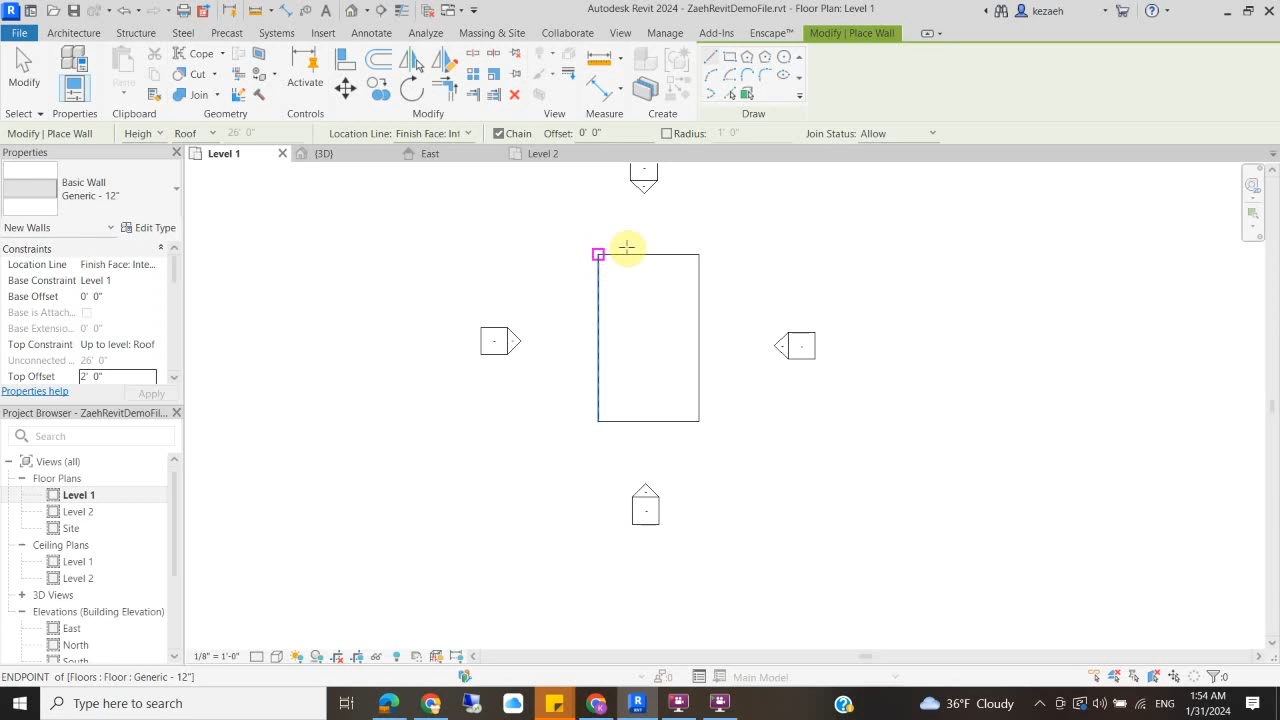 Autodesk Revit 2024 - ZaehRevitDemoFile.rvt - Floor Plan: Level 1
kezaeh
File Architecture Structure Steel Precast Systems Insert Annotate Analyze Massing & Site Collaborate View Manage Add-Ins Enscape™ Modify | Place Wall
Modify
Paste
Cope
Cut
Join
Activate
Select Properties Clipboard Geometry Controls Modify View Measure Create Draw
Modify | Place Wall Heigh Roof 26' 0" Location Line: Finish Face: Int Chain Offset: 0' 0" Radius: 1' 0" Join Status: Allow
Properties
Level 1 {3D} East Level 2
Basic Wall
Generic - 12"
New Walls Edit Type
Constraints
Location Line Finish Face: Inte...
Base Constraint Level 1
Base Offset 0' 0"
Base is Attach...
Base Extensio... 0' 0"
Top Constraint Up to level: Roof
Unconnected ... 26' 0"
Top Offset 2' 0"
Properties help Apply
Project Browser - ZaehRevitDemoFil...
Search
Views (all)
Floor Plans
Level 1
Level 2
Site
Ceiling Plans
Level 1
Level 2
3D Views
Elevations (Building Elevation)
East
North
South
1/8" = 1'-0"
ENDPOINT of [Floors : Floor : Generic - 12"] :0 Main Model :0
Type here to search 36°F Cloudy ENG 1:54 AM
1/31/2024